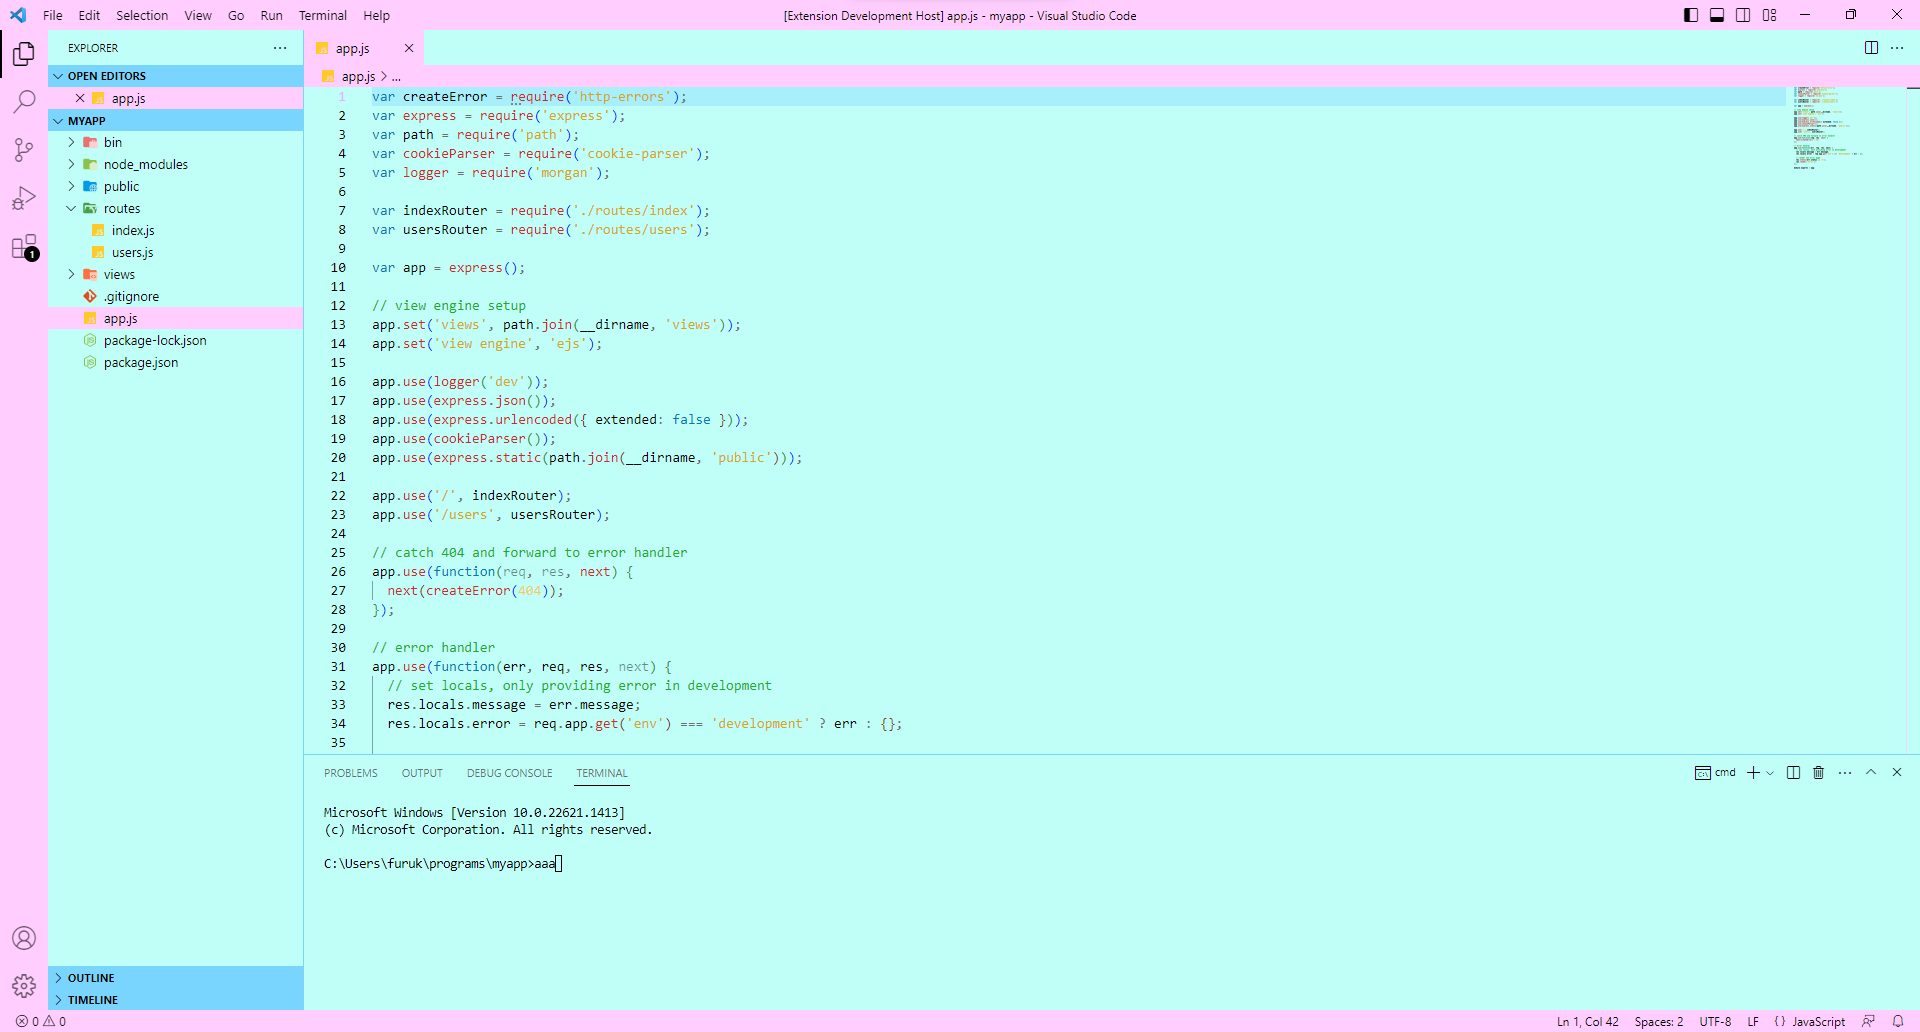 File Edit Selection View Go Run Terminal Help
[Extension Development Host] app.js - myapp - Visual Studio Code
EXPLORER
OPEN EDITORS
app.js
MYAPP
bin
node_modules
public
routes
index.js
users.js
views
.gitignore
app.js
package-lock.json
package.json
OUTLINE
TIMELINE
1
app.js
app.js > ...
1 var createError = require('http-errors');
2 var express = require('express');
3 var path = require('path');
4 var cookieParser = require('cookie-parser');
5 var logger = require('morgan');
6
7 var indexRouter = require('./routes/index');
8 var usersRouter = require('./routes/users');
9
10 var app = express();
11
12 // view engine setup
13 app.set('views', path.join(__dirname, 'views'));
14 app.set('view engine', 'ejs');
15
16 app.use(logger('dev'));
17 app.use(express.json());
18 app.use(express.urlencoded({ extended: false }));
19 app.use(cookieParser());
20 app.use(express.static(path.join(__dirname, 'public')));
21
22 app.use('/', indexRouter);
23 app.use('/users', usersRouter);
24
25 // catch 404 and forward to error handler
26 app.use(function(req, res, next) {
27   next(createError(404));
28 });
29
30 // error handler
31 app.use(function(err, req, res, next) {
32   // set locals, only providing error in development
33   res.locals.message = err.message;
34   res.locals.error = req.app.get('env') === 'development' ? err : {};
35
PROBLEMS OUTPUT DEBUG CONSOLE TERMINAL
cmd
Microsoft Windows [Version 10.0.22621.1413]
(c) Microsoft Corporation. All rights reserved.
C:\Users\furuk\programs\myapp>aaa
0 0
Ln 1, Col 42 Spaces: 2 UTF-8 LF {} JavaScript